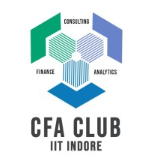 CONSULTING
FINANCE
ANALYTICS
CFA CLUB
IIT INDORE